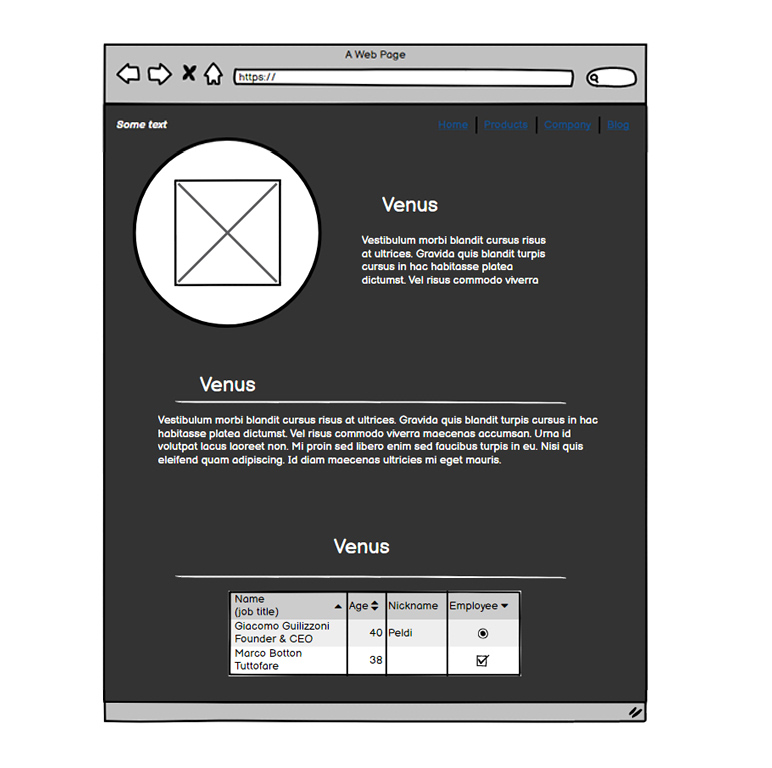 A Web Page
https://
Some text
Home Products Company Blog
Venus
Vestibulum morbi blandit cursus risus
at ultrices. Gravida quis blandit turpis
cursus in hac habitasse platea
dictumst. Vel risus commodo viverra
Venus
Vestibulum morbi blandit cursus risus at ultrices. Gravida quis blandit turpis cursus in hac
habitasse platea dictumst. Vel risus commodo viverra maecenas accumsan. Urna id
volutpat lacus laoreet non. Mi proin sed libero enim sed faucibus turpis in eu. Nisi quis
eleifend quam adipiscing. Id diam maecenas ultricies mi eget mauris.
Venus
Name
(job title) Age Nickname Employee
Giacomo Guilizzoni
Founder & CEO 40 Peldi
Marco Botton
Tuttofare 38